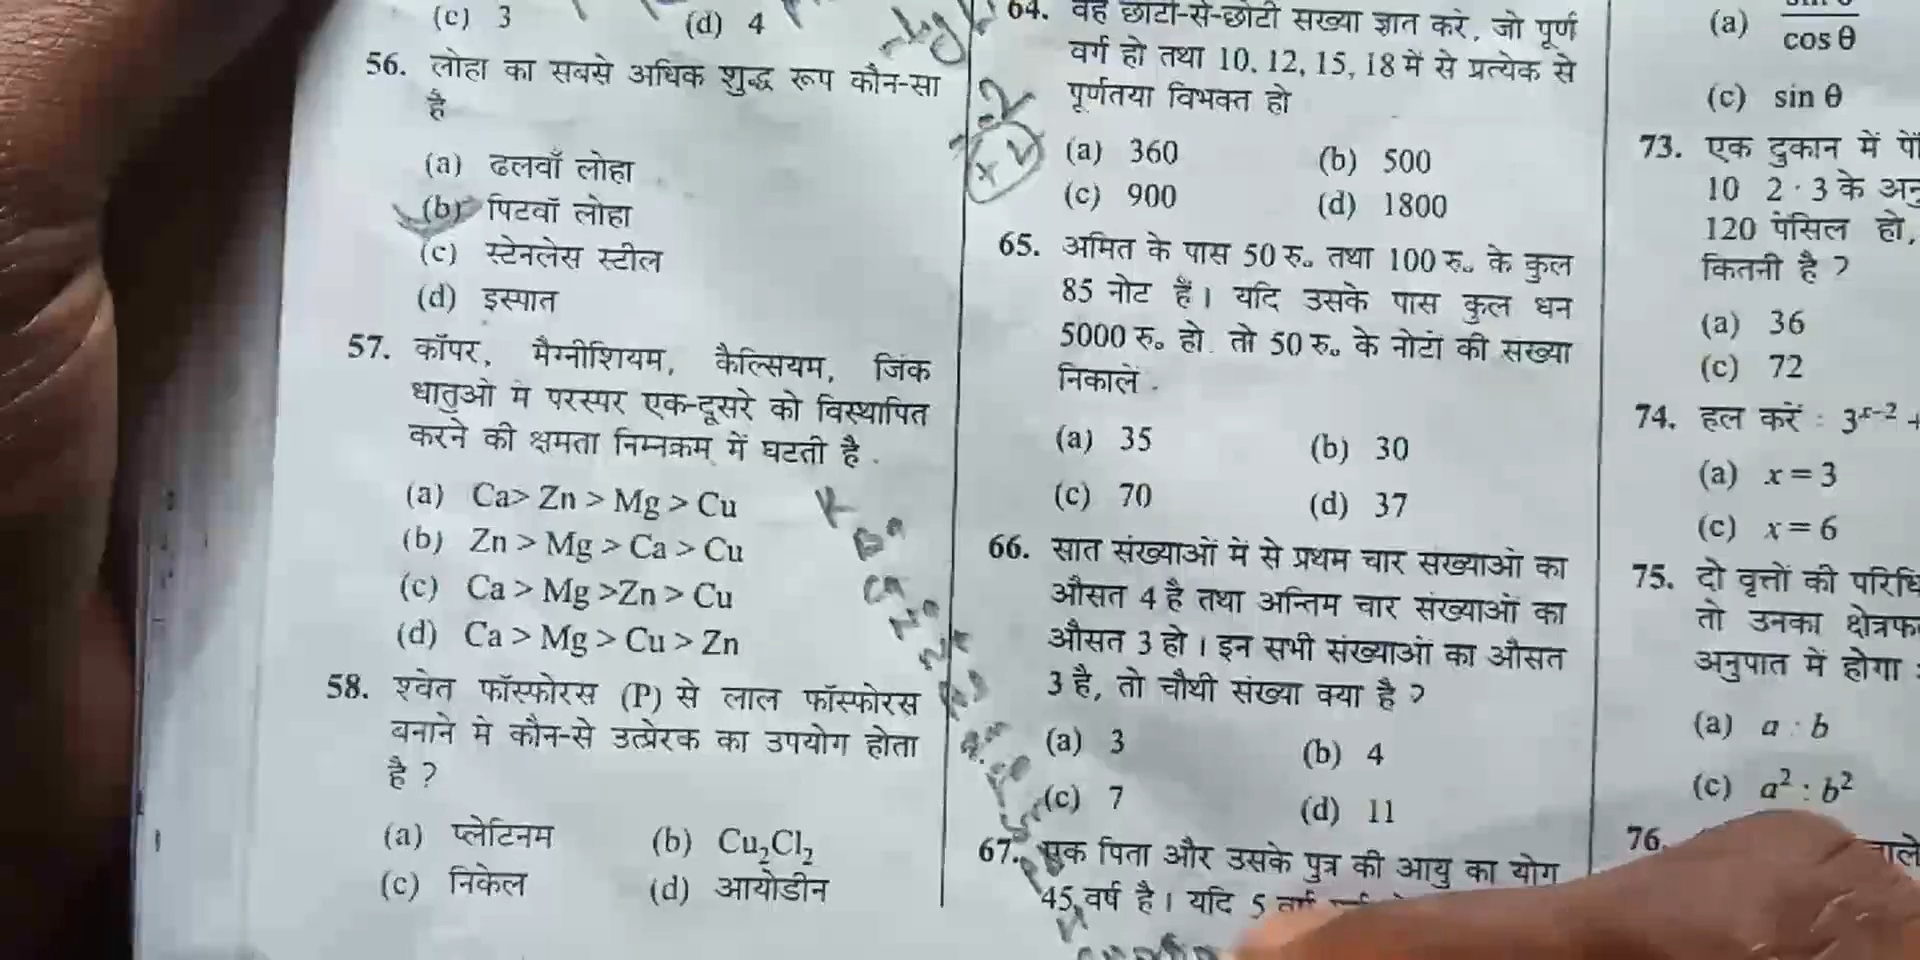 (c) 3 (d) 4
56. लोहा का सबसे अधिक शुद्ध रूप कौन-सा
है
(a) ढलवाँ लोहा
(b) पिटवाँ लोहा
(c) स्टेनलेस स्टील
(d) इस्पात
57. कॉपर, मैग्नीशियम, कैल्सियम, जिंक
धातुओं में परस्पर एक-दूसरे को विस्थापित
करने की क्षमता निम्नक्रम में घटती है .
(a) Ca> Zn > Mg > Cu
(b) Zn > Mg > Ca > Cu
(c) Ca > Mg >Zn > Cu
(d) Ca > Mg > Cu > Zn
58. श्वेत फॉस्फोरस (P) से लाल फॉस्फोरस
बनाने में कौन-से उत्प्रेरक का उपयोग होता
है ?
(a) प्लेटिनम (b) Cu₂Cl₂
(c) निकेल (d) आयोडीन
64. वह छोटी-से-छोटी संख्या ज्ञात करें, जो पूर्ण
वर्ग हो तथा 10, 12, 15, 18 में से प्रत्येक से
पूर्णतया विभक्त हो
(a) 360 (b) 500
(c) 900 (d) 1800
65. अमित के पास 50 रु॰ तथा 100 रु॰ के कुल
85 नोट हैं। यदि उसके पास कुल धन
5000 रु॰ हो तो 50 रु॰ के नोटों की संख्या
निकालें .
(a) 35 (b) 30
(c) 70 (d) 37
66. सात संख्याओं में से प्रथम चार संख्याओं का
औसत 4 है तथा अन्तिम चार संख्याओं का
औसत 3 हो। इन सभी संख्याओं का औसत
3 है, तो चौथी संख्या क्या है ?
(a) 3 (b) 4
(c) 7 (d) 11
67. एक पिता और उसके पुत्र की आयु का योग
45 वर्ष है। यदि 5
(a) cos θ
(c) sin θ
73. एक दुकान में
10 2 · 3 के
120 पेंसिल हो,
कितनी है ?
(a) 36
(c) 72
74. हल करें : 3ˣ⁻² +
(a) x = 3
(c) x = 6
75. दो वृत्तों की परिधि
तो उनका
अनुपात में होगा :
(a) a : b
(c) a² : b²
76.